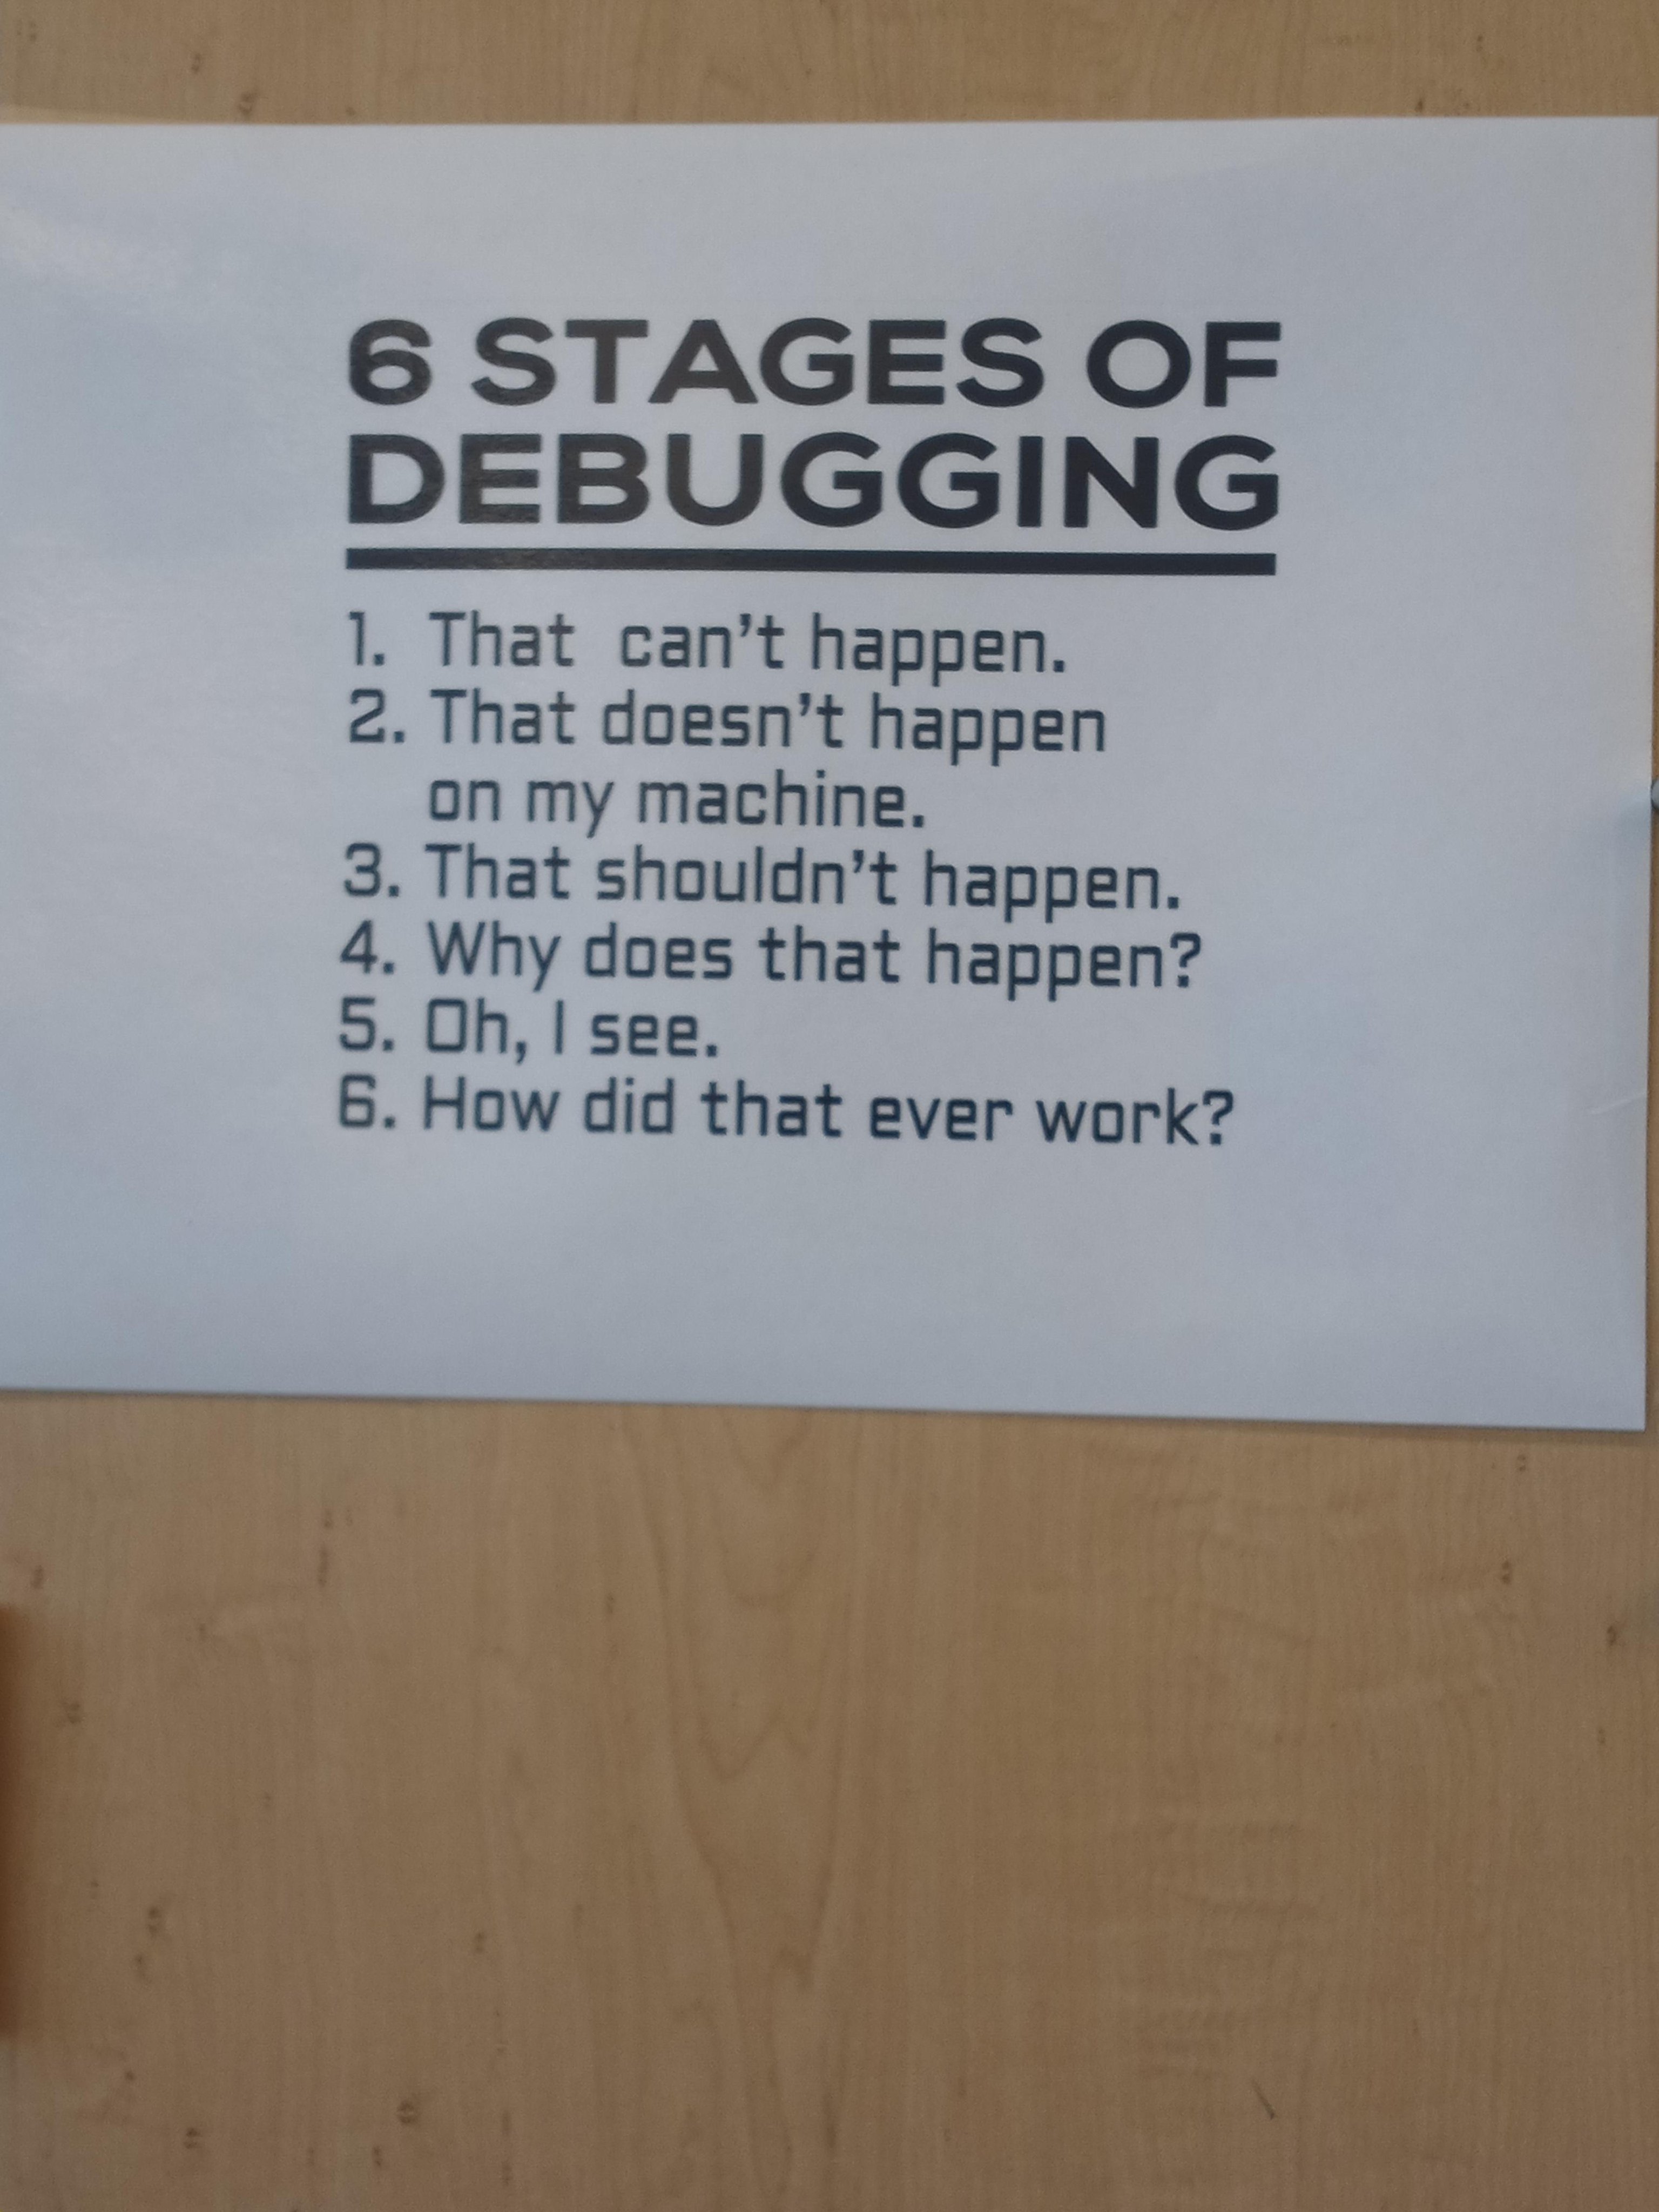 6 STAGES OF
DEBUGGING
1. That can't happen.
2. That doesn't happen
on my machine.
3. That shouldn't happen.
4. Why does that happen?
5. Oh, I see.
6. How did that ever work?